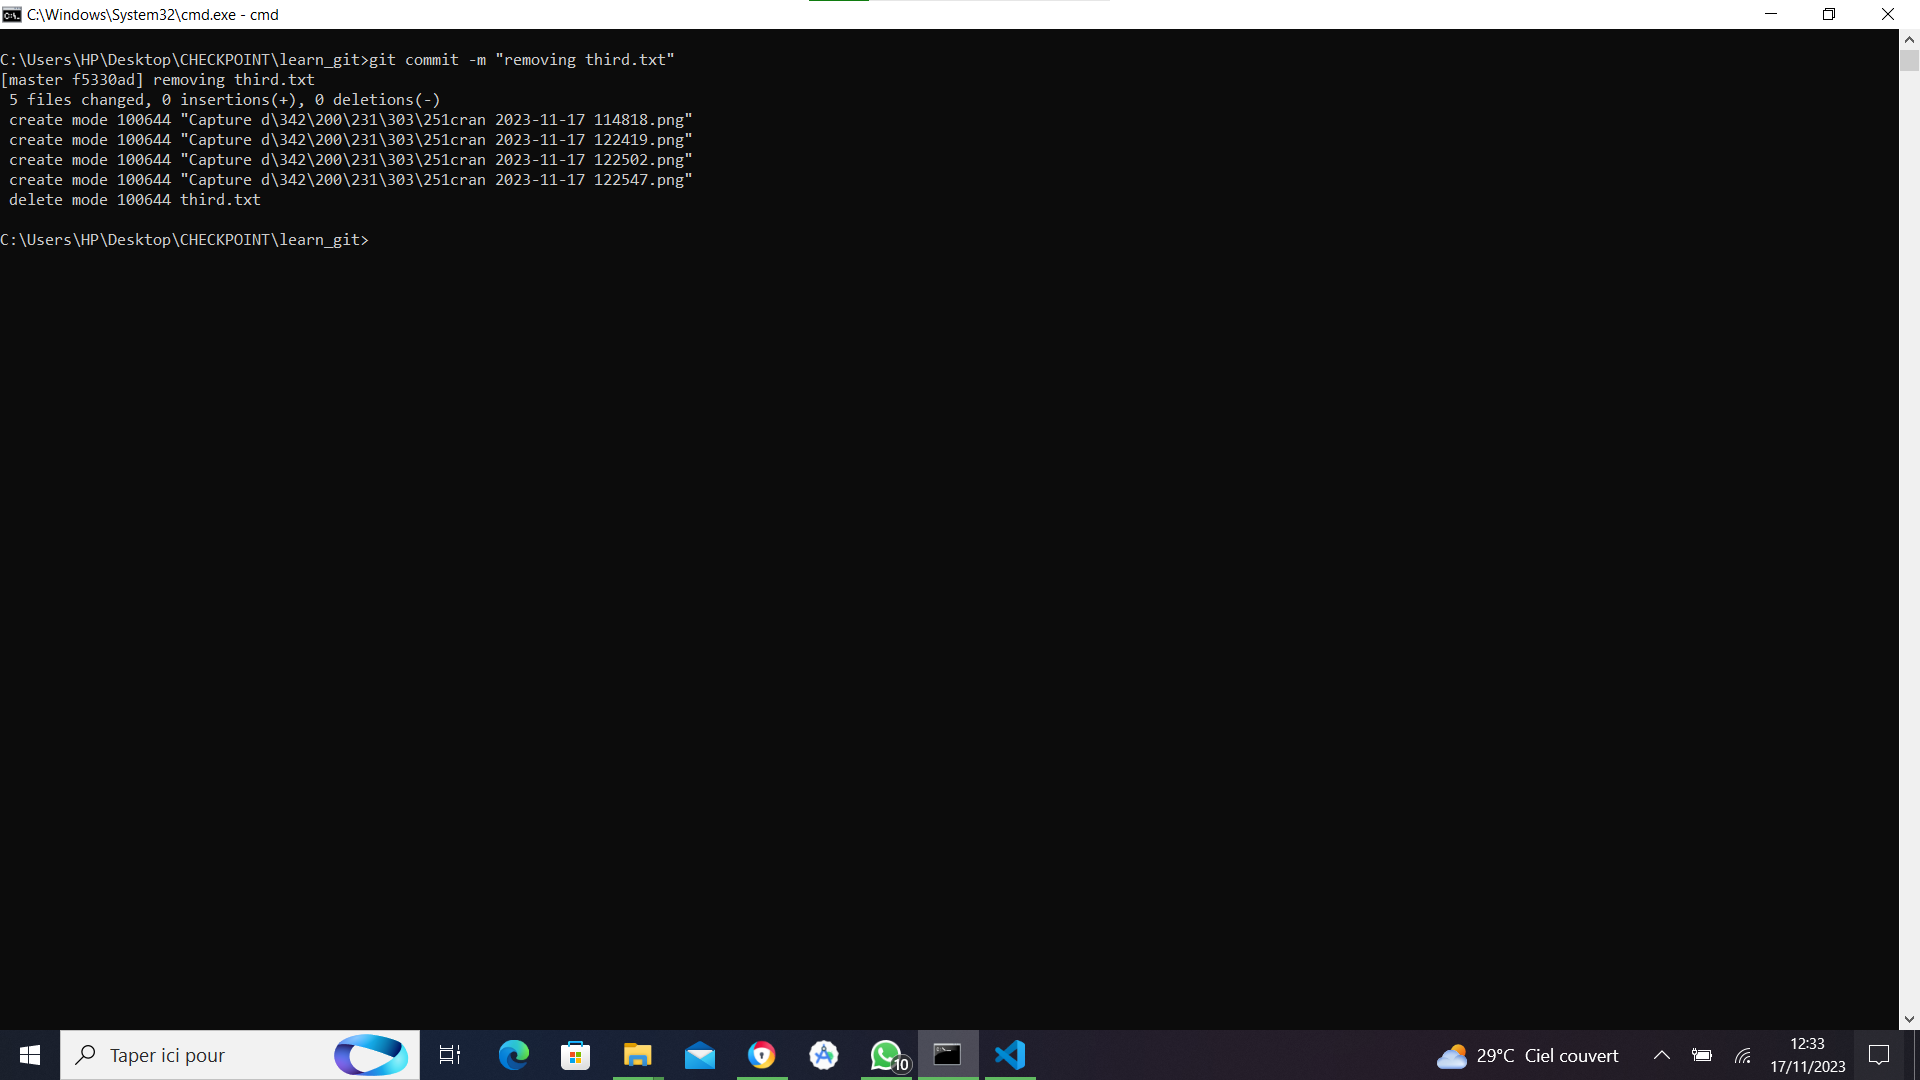 C:\Windows\System32\cmd.exe - cmd
C:\Users\HP\Desktop\CHECKPOINT\learn_git>git commit -m "removing third.txt"
[master f5330ad] removing third.txt
 5 files changed, 0 insertions(+), 0 deletions(-)
 create mode 100644 "Capture d\342\200\231\303\251cran 2023-11-17 114818.png"
 create mode 100644 "Capture d\342\200\231\303\251cran 2023-11-17 122419.png"
 create mode 100644 "Capture d\342\200\231\303\251cran 2023-11-17 122502.png"
 create mode 100644 "Capture d\342\200\231\303\251cran 2023-11-17 122547.png"
 delete mode 100644 third.txt
C:\Users\HP\Desktop\CHECKPOINT\learn_git>
Taper ici pour
10
29°C Ciel couvert
12:33
17/11/2023